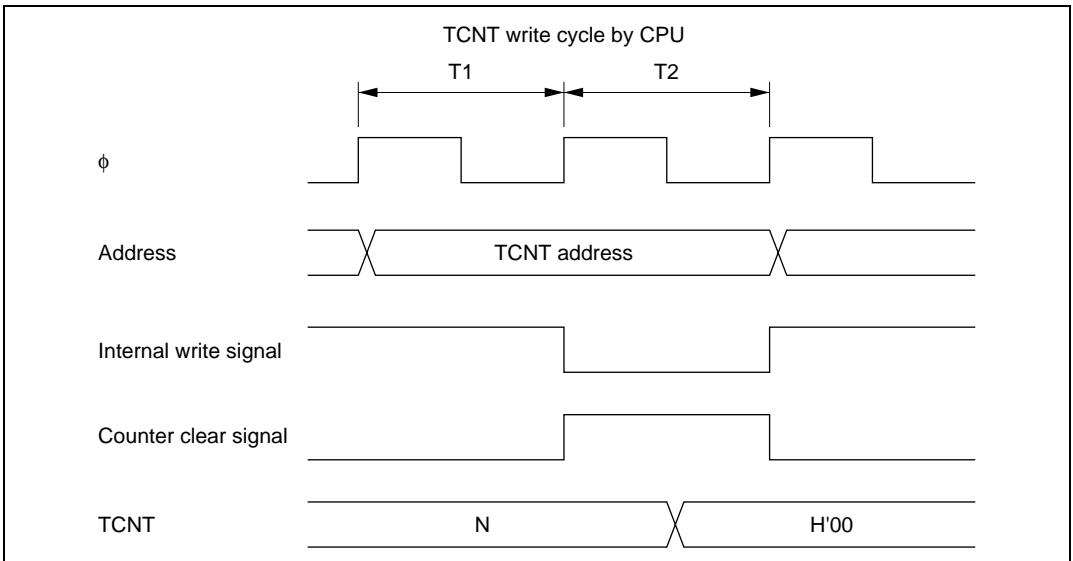 TCNT write cycle by CPU
T1 T2
φ
Address TCNT address
Internal write signal
Counter clear signal
TCNT N H'00